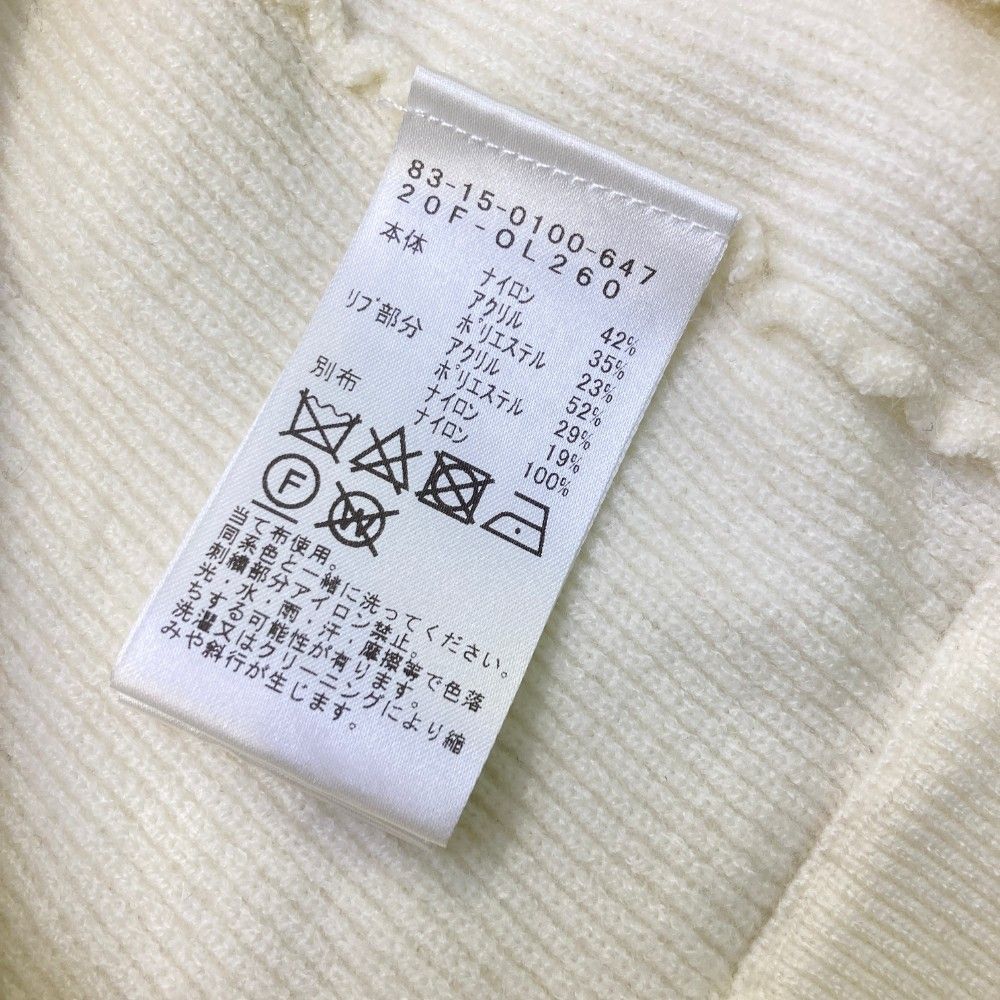 83-15-0100-647
20F-OL260
本体 ナイロン 42%
アクリル 35%
ポリエステル 23%
リブ部分 アクリル 52%
ポリエステル 29%
ナイロン 19%
別布 ナイロン 100%
F W
当て布使用。
同系色と一緒に洗ってください。
刺繍部分アイロン禁止。
光・水・雨・汗・摩擦等で色落
ちする可能性が有ります。
洗濯又はクリーニングにより縮
みや斜行が生じます。